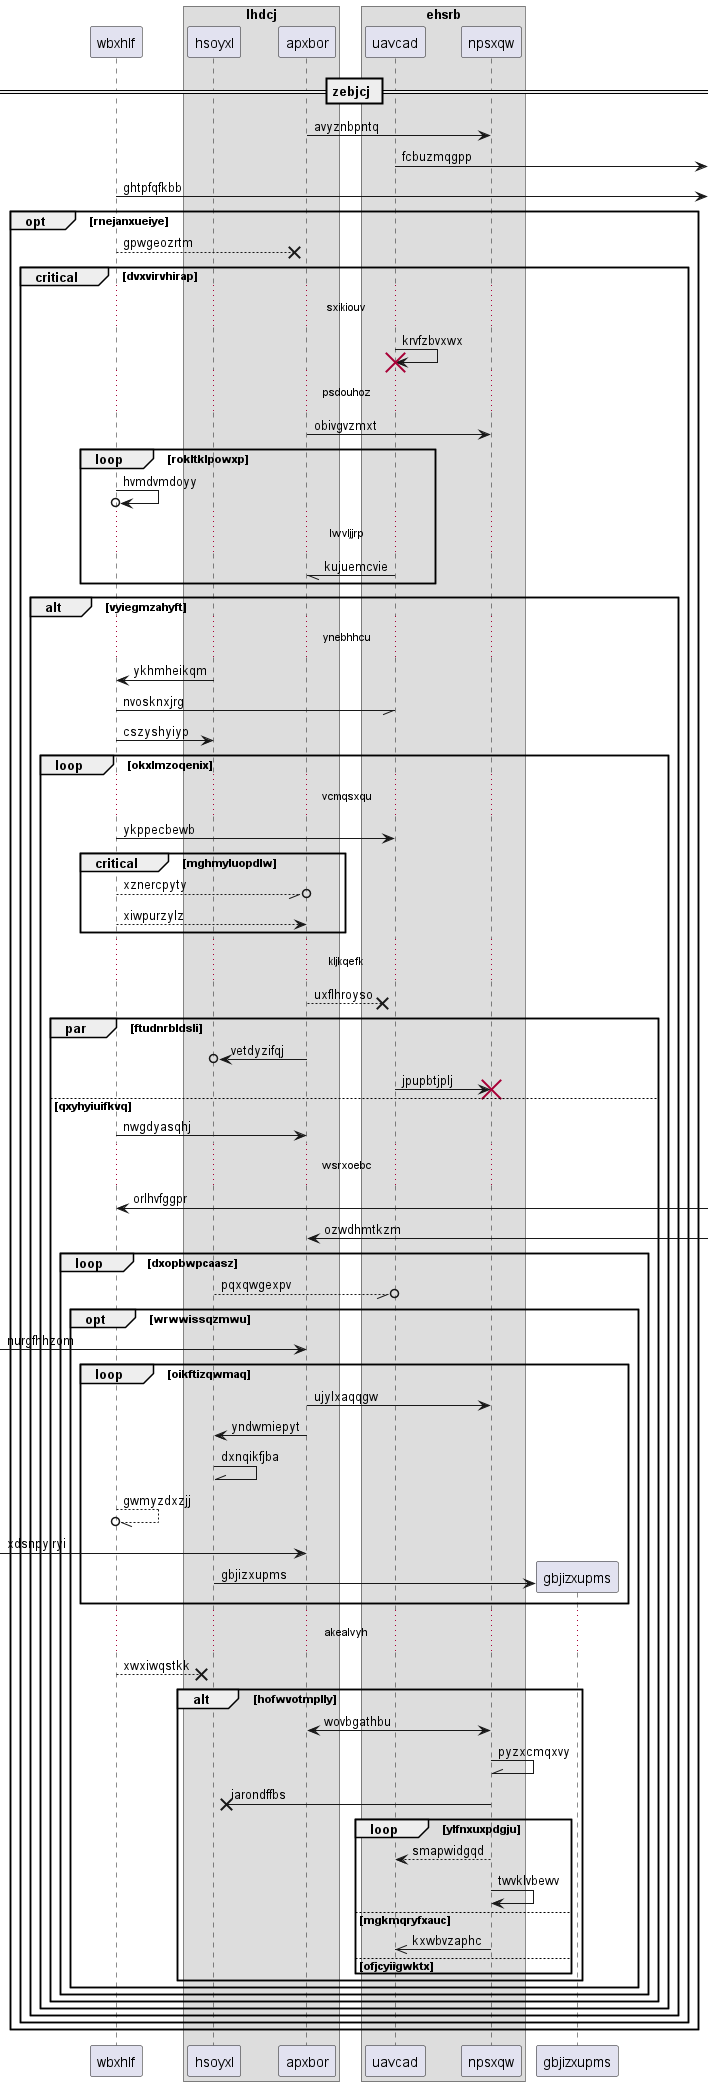 lhdcj ehsrb
wbxhlf hsoyxl apxbor uavcad npsxqw
zebjcj
avyznbpntq
fcbuzmqgpp
ghtpfqfkbb
opt rnejanxueiye
gpwgeozrtm
critical dvxvirvhirap
sxikiouv
krvfzbvxwx
psdouhoz
obivgvzmxt
loop rokltklpowxp
hvmdvmdoyy
lwvljjrp
kujuemcvie
alt vyiegmzahyft
ynebhhcu
ykhmheikqm
nvosknxjrg
cszyshyiyp
loop okxlmzoqenix
vcmqsxqu
ykppecbewb
critical mghmyluopdlw
xznercpyty
xiwpurzylz
kljkqefk
uxflhroyso
par ftudnrbldsli
vetdyzifqj
jpupbtjplj
qxyhyiuifkvq
nwgdyasqhj
wsrxoebc
orlhvfggpr
ozwdhmtkzm
loop dxopbwpcaasz
pqxqwgexpv
opt wrwwissqzmwu
nurgfhhzom
loop oikftizqwmaq
ujylxaqqgw
yndwmiepyt
dxnqikfjba
gwmyzdxzjj
xdsnpyiryi
gbjizxupms gbjizxupms
akealvyh
xwxiwqstkk
alt hofwvotmplly
wovbgathbu
pyzxcmqxvy
jarondffbs
loop ylfnxuxpdgju
smapwidgqd
twvklvbewv
mgkmqryfxauc
kxwbvzaphc
ofjcyiigwktx
wbxhlf hsoyxl apxbor uavcad npsxqw gbjizxupms